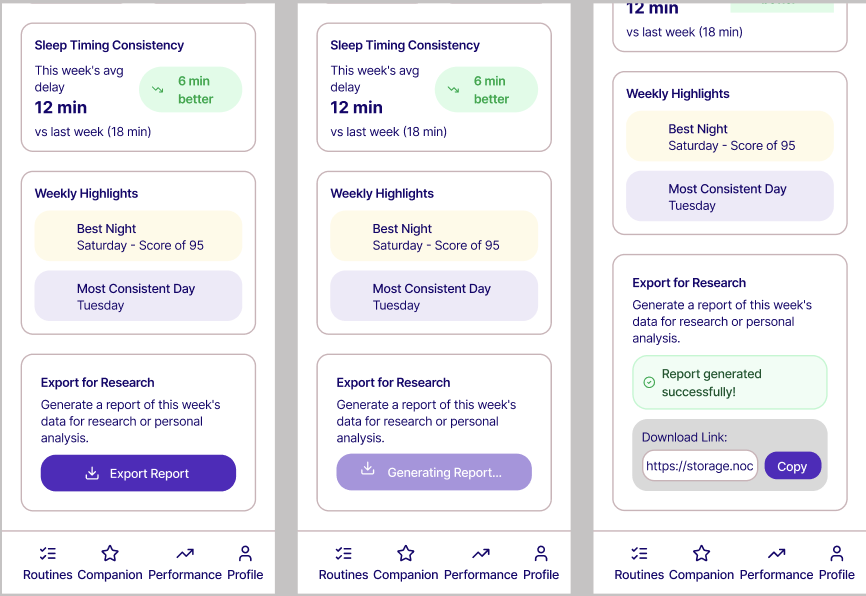 Sleep Timing Consistency
This week's avg
delay
12 min
6 min
better
vs last week (18 min)
Weekly Highlights
Best Night
Saturday - Score of 95
Most Consistent Day
Tuesday
Export for Research
Generate a report of this week's
data for research or personal
analysis.
Export Report
Routines Companion Performance Profile
Sleep Timing Consistency
This week's avg
delay
12 min
6 min
better
vs last week (18 min)
Weekly Highlights
Best Night
Saturday - Score of 95
Most Consistent Day
Tuesday
Export for Research
Generate a report of this week's
data for research or personal
analysis.
Generating Report...
Routines Companion Performance Profile
12 min
better
vs last week (18 min)
Weekly Highlights
Best Night
Saturday - Score of 95
Most Consistent Day
Tuesday
Export for Research
Generate a report of this week's
data for research or personal
analysis.
Report generated
successfully!
Download Link:
https://storage.noc
Copy
Routines Companion Performance Profile